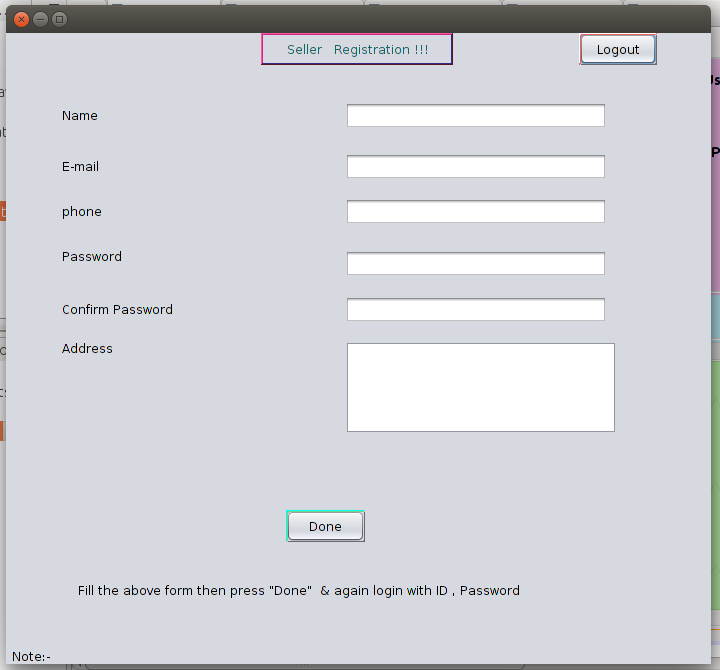 Seller Registration !!!
Logout
Name
E-mail
phone
Password
Confirm Password
Address
Done
Fill the above form then press "Done" & again login with ID , Password
Note:-